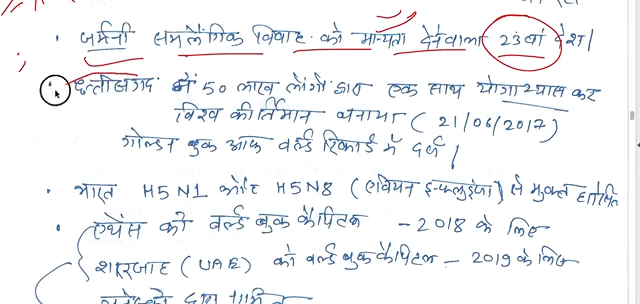 • जर्मनी समलैंगिक विवाह को मान्यता देनेवाला 23वां देश।
• छत्तीसगढ़ में 50 लाख लोगों द्वारा एक साथ योगाभ्यास कर
विश्व कीर्तिमान बनाया (21/06/2017)
गोल्डन बुक आफ वर्ल्ड रिकार्ड में दर्ज।
• भारत H5N1 और H5N8 (एवियन इन्फ्लुएंजा) से मुक्त घोषित
• एथेंस को वर्ल्ड बुक कैपिटल - 2018 के लिए
शारजाह (UAE) को वर्ल्ड बुक कैपिटल - 2019 के लिए
यूनेस्को द्वारा